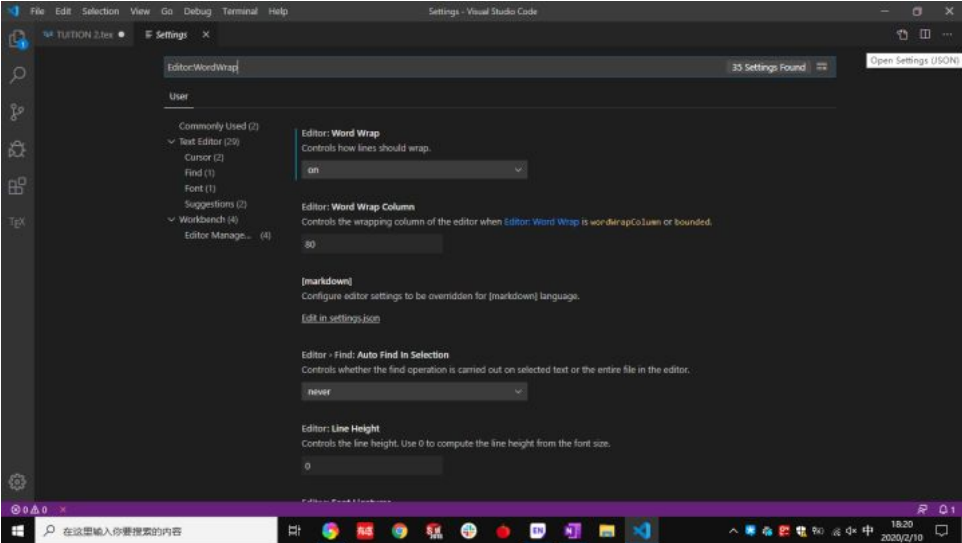 File Edit Selection View Go Debug Terminal Help
Settings - Visual Studio Code
TUITION 2.tex
Settings
Open Settings (JSON)
Editor:WordWrap
35 Settings Found
User
Commonly Used (2)
Text Editor (29)
Cursor (2)
Find (1)
Font (1)
Suggestions (2)
Workbench (4)
Editor Manage... (4)
Editor: Word Wrap
Controls how lines should wrap.
on
Editor: Word Wrap Column
Controls the wrapping column of the editor when Editor: Word Wrap is wordWrapColumn or bounded.
80
[markdown]
Configure editor settings to be overridden for [markdown] language.
Edit in settings.json
Editor › Find: Auto Find In Selection
Controls whether the find operation is carried out on selected text or the entire file in the editor.
never
Editor: Line Height
Controls the line height. Use 0 to compute the line height from the font size.
0
TEX
1
0 0
1
在这里输入你要搜索的内容
EN
中
18:20
2020/2/10